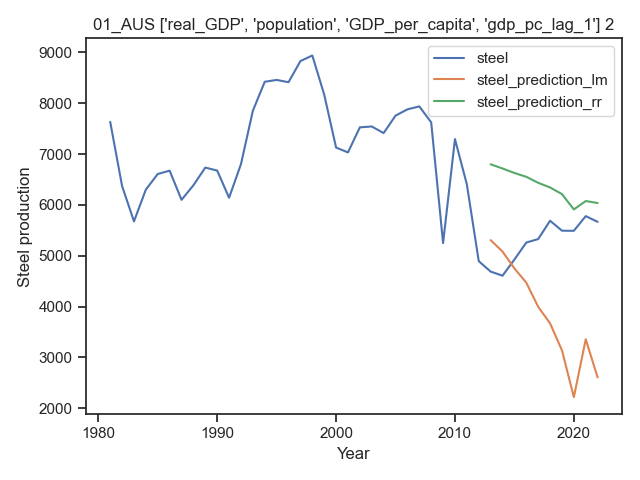 01_AUS ['real_GDP', 'population', 'GDP_per_capita', 'gdp_pc_lag_1'] 2
steel
steel_prediction_lm
steel_prediction_rr
Steel production
9000
8000
7000
6000
5000
4000
3000
2000
1980
1990
2000
2010
2020
Year